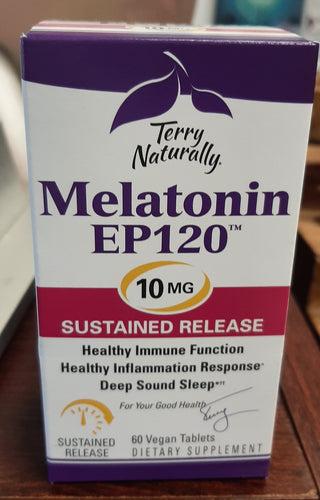 Terry
Naturally.
Melatonin
EP120™
10 MG
SUSTAINED RELEASE
Healthy Immune Function
Healthy Inflammation Response*
Deep Sound Sleep*††
For Your Good Health,
Terry
SUSTAINED
RELEASE
60 Vegan Tablets
DIETARY SUPPLEMENT